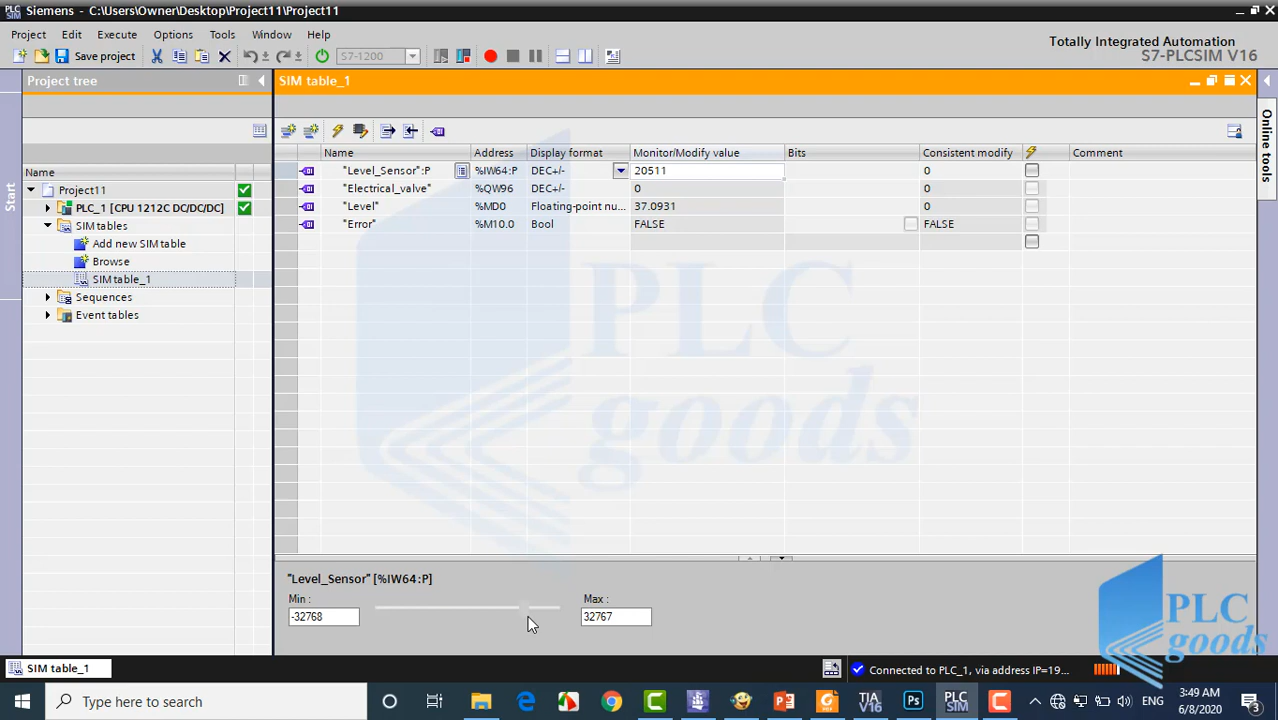 PLC SIM Siemens - C:\Users\Owner\Desktop\Project11\Project11
Project Edit Execute Options Tools Window Help
Totally Integrated Automation
S7-PLCSIM V16
Save project S7-1200
Project tree
SIM table_1
Start
Online tools
Name
Project11
PLC_1 [CPU 1212C DC/DC/DC]
SIM tables
Add new SIM table
Browse
SIM table_1
Sequences
Event tables
Name Address Display format Monitor/Modify value Bits Consistent modify Comment
"Level_Sensor":P %IW64:P DEC+/- 20511 0
"Electrical_valve" %QW96 DEC+/- 0 0
"Level" %MD0 Floating-point nu... 37.0931 0
"Error" %M10.0 Bool FALSE FALSE
PLC
goods
"Level_Sensor" [%IW64:P]
Min : Max :
-32768 32767
PLC
goods
SIM table_1
Connected to PLC_1, via address IP=19...
Type here to search
TIA V16
Ps
PLC SIM
ENG
3:49 AM
6/8/2020
3